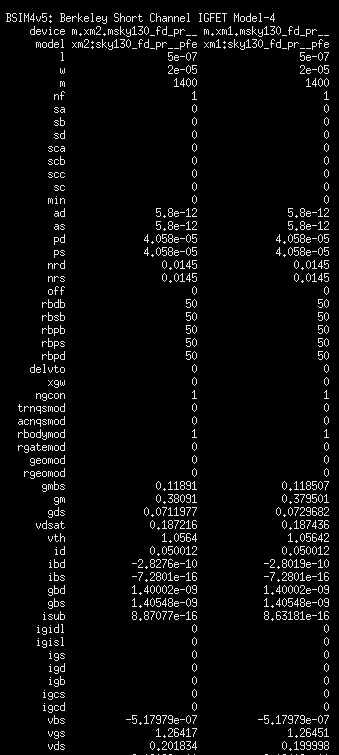 BSIM4v5: Berkeley Short Channel IGFET Model-4
device m.xm2.msky130_fd_pr__ m.xm1.msky130_fd_pr__
model xm2:sky130_fd_pr__pfe xm1:sky130_fd_pr__pfe
l 5e-07 5e-07
w 2e-05 2e-05
m 1400 1400
nf 1 1
sa 0 0
sb 0 0
sd 0 0
sca 0 0
scb 0 0
scc 0 0
sc 0 0
min 0 0
ad 5.8e-12 5.8e-12
as 5.8e-12 5.8e-12
pd 4.058e-05 4.058e-05
ps 4.058e-05 4.058e-05
nrd 0.0145 0.0145
nrs 0.0145 0.0145
off 0 0
rbdb 50 50
rbsb 50 50
rbpb 50 50
rbps 50 50
rbpd 50 50
delvto 0 0
xgw 0 0
ngcon 1 1
trnqsmod 0 0
acnqsmod 0 0
rbodymod 1 1
rgatemod 0 0
geomod 0 0
rgeomod 0 0
gmbs 0.11891 0.118507
gm 0.38091 0.379501
gds 0.0711977 0.0729682
vdsat 0.187216 0.187436
vth 1.0564 1.05642
id 0.050012 0.050012
ibd -2.8276e-10 -2.8019e-10
ibs -7.2801e-16 -7.2801e-16
gbd 1.40002e-09 1.40002e-09
gbs 1.40548e-09 1.40548e-09
isub 8.87077e-16 8.63181e-16
igidl 0 0
igisl 0 0
igs 0 0
igd 0 0
igb 0 0
igcs 0 0
igcd 0 0
vbs -5.17979e-07 -5.17979e-07
vgs 1.26417 1.26451
vds 0.201834 0.199998